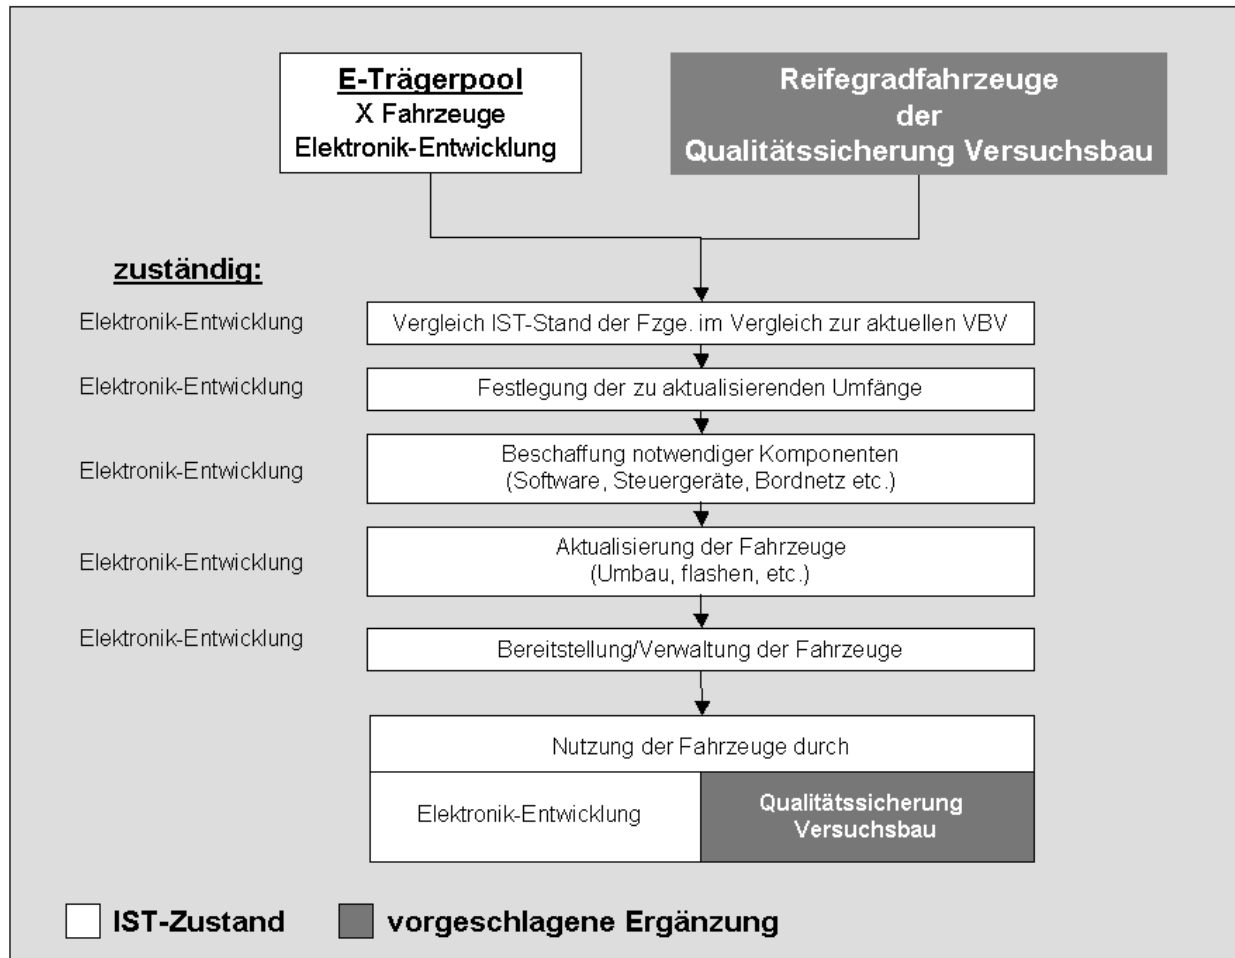 E-Trägerpool
X Fahrzeuge
Elektronik-Entwicklung
Reifegradfahrzeuge
der
Qualitätssicherung Versuchsbau
zuständig:
Elektronik-Entwicklung
Vergleich IST-Stand der Fzge. im Vergleich zur aktuellen VBV
Elektronik-Entwicklung
Festlegung der zu aktualisierenden Umfänge
Elektronik-Entwicklung
Beschaffung notwendiger Komponenten
(Software, Steuergeräte, Bordnetz etc.)
Elektronik-Entwicklung
Aktualisierung der Fahrzeuge
(Umbau, flashen, etc.)
Elektronik-Entwicklung
Bereitstellung/Verwaltung der Fahrzeuge
Nutzung der Fahrzeuge durch
Elektronik-Entwicklung
Qualitätssicherung
Versuchsbau
IST-Zustand
vorgeschlagene Ergänzung